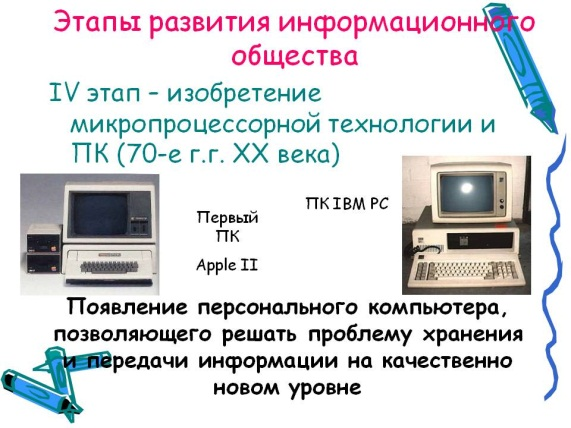 Этапы развития информационного
общества
IV этап – изобретение
микропроцессорной технологии и
ПК (70-е г.г. XX века)
ПК IBM PC
Первый
ПК
Apple II
Появление персонального компьютера,
позволяющего решать проблему хранения
и передачи информации на качественно
новом уровне